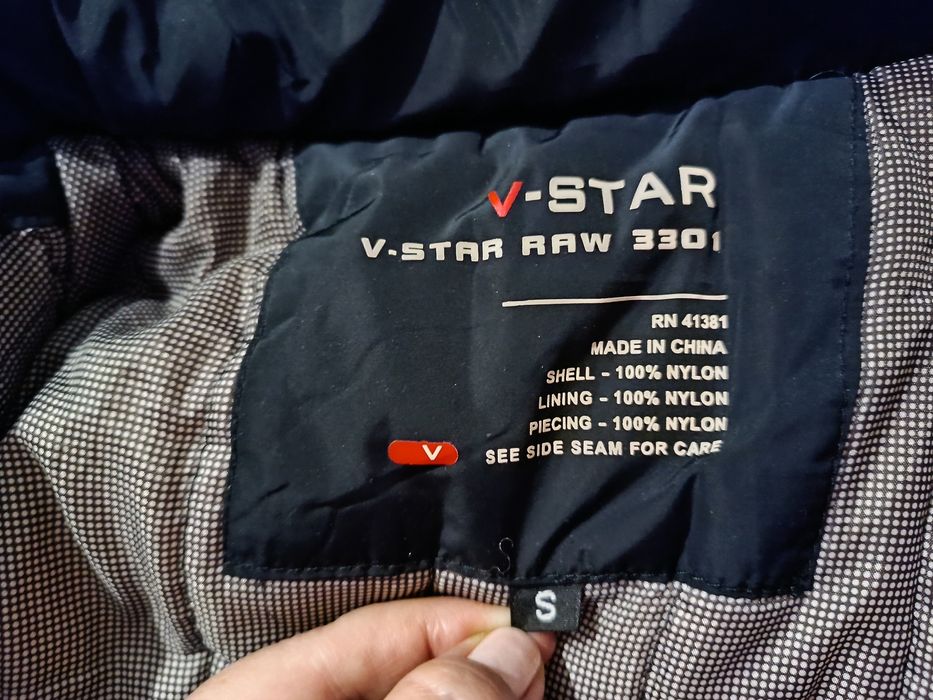 V-STAR
V-STAR RAW 3301
RN 41381
MADE IN CHINA
SHELL - 100% NYLON
LINING - 100% NYLON
PIECING - 100% NYLON
V
SEE SIDE SEAM FOR CARE
S